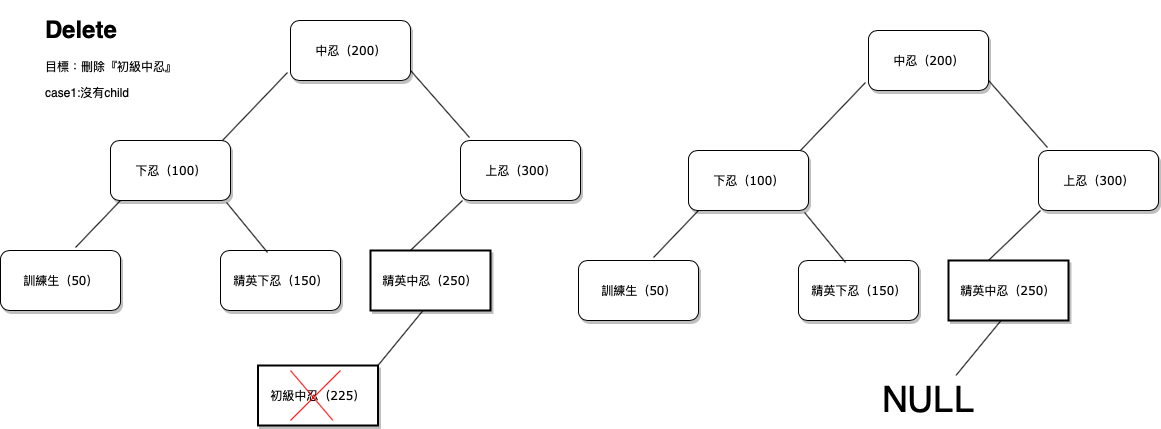 Delete
目標：刪除『初級中忍』
case1:沒有child
中忍（200）
下忍（100）
上忍（300）
訓練生（50）
精英下忍（150）
精英中忍（250）
初級中忍（225）
中忍（200）
下忍（100）
上忍（300）
訓練生（50）
精英下忍（150）
精英中忍（250）
NULL